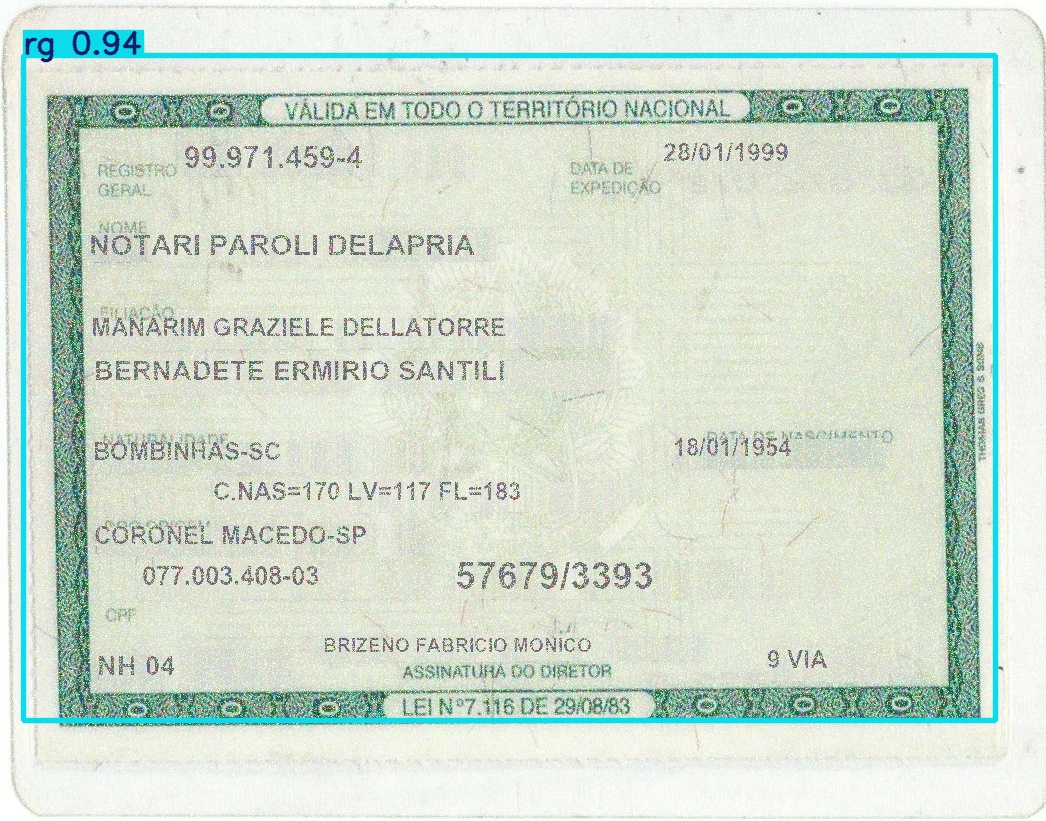 rg 0.94
VÁLIDA EM TODO O TERRITÓRIO NACIONAL
REGISTRO GERAL 99.971.459-4
DATA DE EXPEDIÇÃO 28/01/1999
NOME
NOTARI PAROLI DELAPRIA
FILIAÇÃO
MANARIM GRAZIELE DELLATORRE
BERNADETE ERMIRIO SANTILI
THOMAS GREG & SONS
NATURALIDADE DATA DE NASCIMENTO
BOMBINHAS-SC 18/01/1954
C.NAS=170 LV=117 FL=183
DOC ORIGEM
CORONEL MACEDO-SP
077.003.408-03 57679/3393
CPF
BRIZENO FABRICIO MONICO
NH 04 ASSINATURA DO DIRETOR 9 VIA
LEI Nº7.116 DE 29/08/83